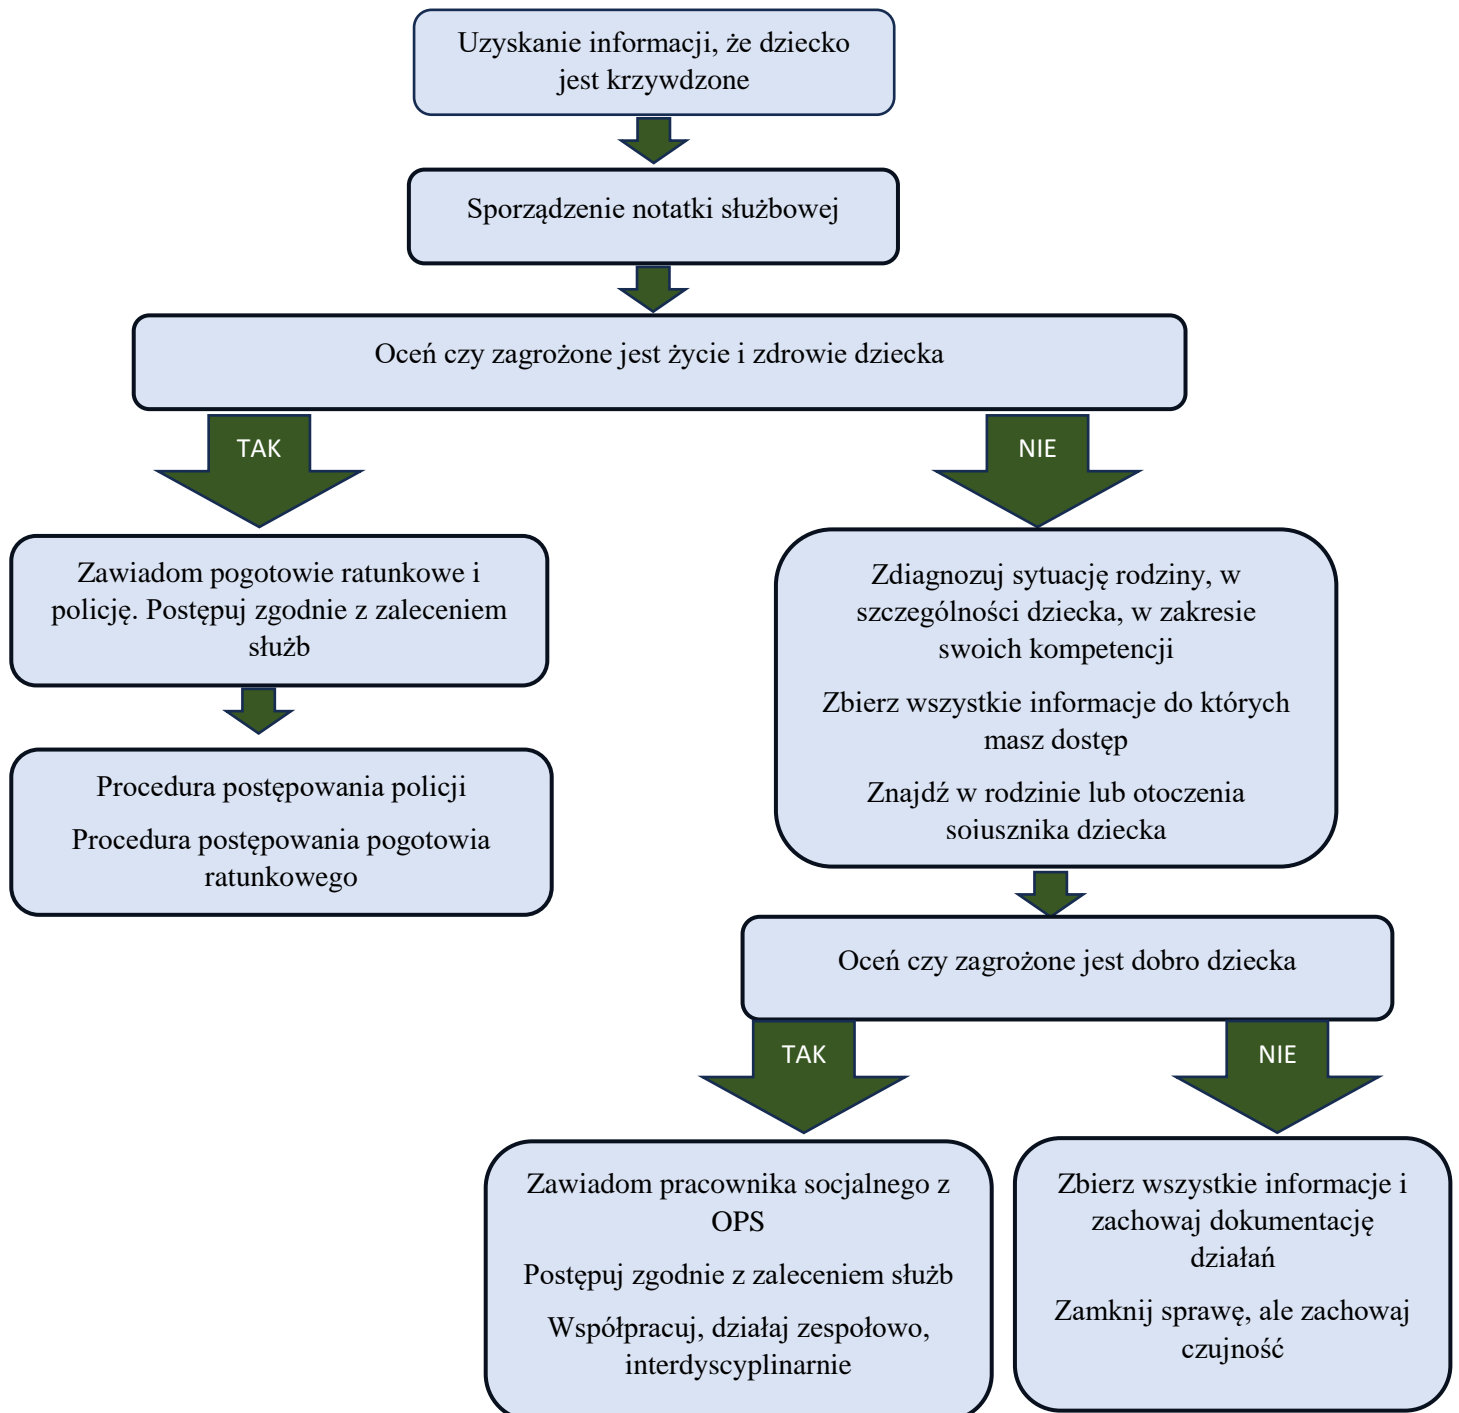 Uzyskanie informacji, że dziecko
jest krzywdzone
Sporządzenie notatki służbowej
Oceń czy zagrożone jest życie i zdrowie dziecka
TAK
NIE
Zawiadom pogotowie ratunkowe i
policję. Postępuj zgodnie z zaleceniem
służb
Procedura postępowania policji
Procedura postępowania pogotowia
ratunkowego
Zdiagnozuj sytuację rodziny, w
szczególności dziecka, w zakresie
swoich kompetencji
Zbierz wszystkie informacje do których
masz dostęp
Znajdź w rodzinie lub otoczenia
sojusznika dziecka
Oceń czy zagrożone jest dobro dziecka
TAK
NIE
Zawiadom pracownika socjalnego z
OPS
Postępuj zgodnie z zaleceniem służb
Współpracuj, działaj zespołowo,
interdyscyplinarnie
Zbierz wszystkie informacje i
zachowaj dokumentację
działań
Zamknij sprawę, ale zachowaj
czujność